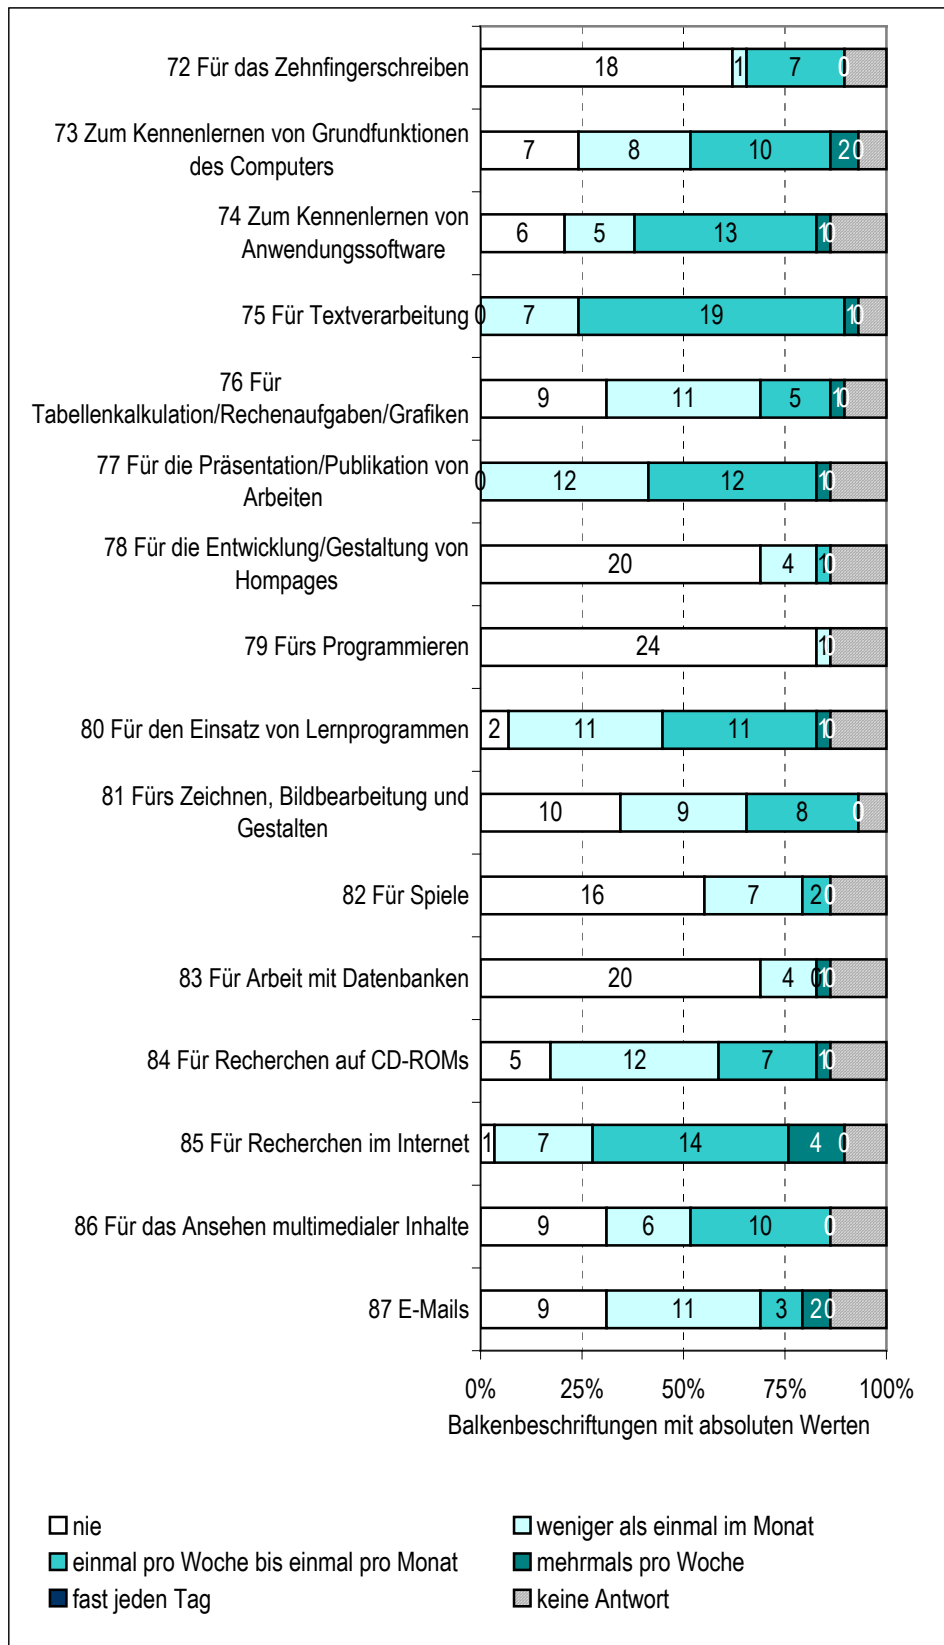 72 Für das Zehnfingerschreiben
18 1 7 0
73 Zum Kennenlernen von Grundfunktionen
des Computers
7 8 10 2 0
74 Zum Kennenlernen von
Anwendungssoftware
6 5 13 1 0
75 Für Textverarbeitung
0 7 19 1 0
76 Für
Tabellenkalkulation/Rechenaufgaben/Grafiken
9 11 5 1 0
77 Für die Präsentation/Publikation von
Arbeiten
0 12 12 1 0
78 Für die Entwicklung/Gestaltung von
Hompages
20 4 1 0
79 Fürs Programmieren
24 1 0
80 Für den Einsatz von Lernprogrammen
2 11 11 1 0
81 Fürs Zeichnen, Bildbearbeitung und
Gestalten
10 9 8 0
82 Für Spiele
16 7 2 0
83 Für Arbeit mit Datenbanken
20 4 0 1 0
84 Für Recherchen auf CD-ROMs
5 12 7 1 0
85 Für Recherchen im Internet
1 7 14 4 0
86 Für das Ansehen multimedialer Inhalte
9 6 10 0
87 E-Mails
9 11 3 2 0
0% 25% 50% 75% 100%
Balkenbeschriftungen mit absoluten Werten
nie
weniger als einmal im Monat
einmal pro Woche bis einmal pro Monat
mehrmals pro Woche
fast jeden Tag
keine Antwort